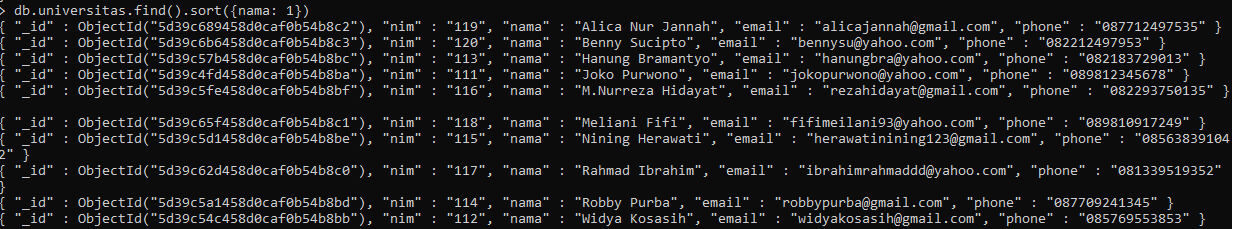 > db.universitas.find().sort({nama: 1})
{ "_id" : ObjectId("5d39c689458d0caf0b54b8c2"), "nim" : "119", "nama" : "Alica Nur Jannah", "email" : "alicajannah@gmail.com", "phone" : "087712497535" }
{ "_id" : ObjectId("5d39c6b6458d0caf0b54b8c3"), "nim" : "120", "nama" : "Benny Sucipto", "email" : "bennysu@yahoo.com", "phone" : "082212497953" }
{ "_id" : ObjectId("5d39c57b458d0caf0b54b8bc"), "nim" : "113", "nama" : "Hanung Bramantyo", "email" : "hanungbra@yahoo.com", "phone" : "082183729013" }
{ "_id" : ObjectId("5d39c4fd458d0caf0b54b8ba"), "nim" : "111", "nama" : "Joko Purwono", "email" : "jokopurwono@yahoo.com", "phone" : "089812345678" }
{ "_id" : ObjectId("5d39c5fe458d0caf0b54b8bf"), "nim" : "116", "nama" : "M.Nurreza Hidayat", "email" : "rezahidayat@gmail.com", "phone" : "082293750135" }
{ "_id" : ObjectId("5d39c65f458d0caf0b54b8c1"), "nim" : "118", "nama" : "Meliani Fifi", "email" : "fifimeilani93@yahoo.com", "phone" : "089810917249" }
{ "_id" : ObjectId("5d39c5d1458d0caf0b54b8be"), "nim" : "115", "nama" : "Nining Herawati", "email" : "herawatinining123@gmail.com", "phone" : "08563839104
2" }
{ "_id" : ObjectId("5d39c62d458d0caf0b54b8c0"), "nim" : "117", "nama" : "Rahmad Ibrahim", "email" : "ibrahimrahmaddd@yahoo.com", "phone" : "081339519352"
}
{ "_id" : ObjectId("5d39c5a1458d0caf0b54b8bd"), "nim" : "114", "nama" : "Robby Purba", "email" : "robbypurba@gmail.com", "phone" : "087709241345" }
{ "_id" : ObjectId("5d39c54c458d0caf0b54b8bb"), "nim" : "112", "nama" : "Widya Kosasih", "email" : "widyakosasih@gmail.com", "phone" : "085769553853" }